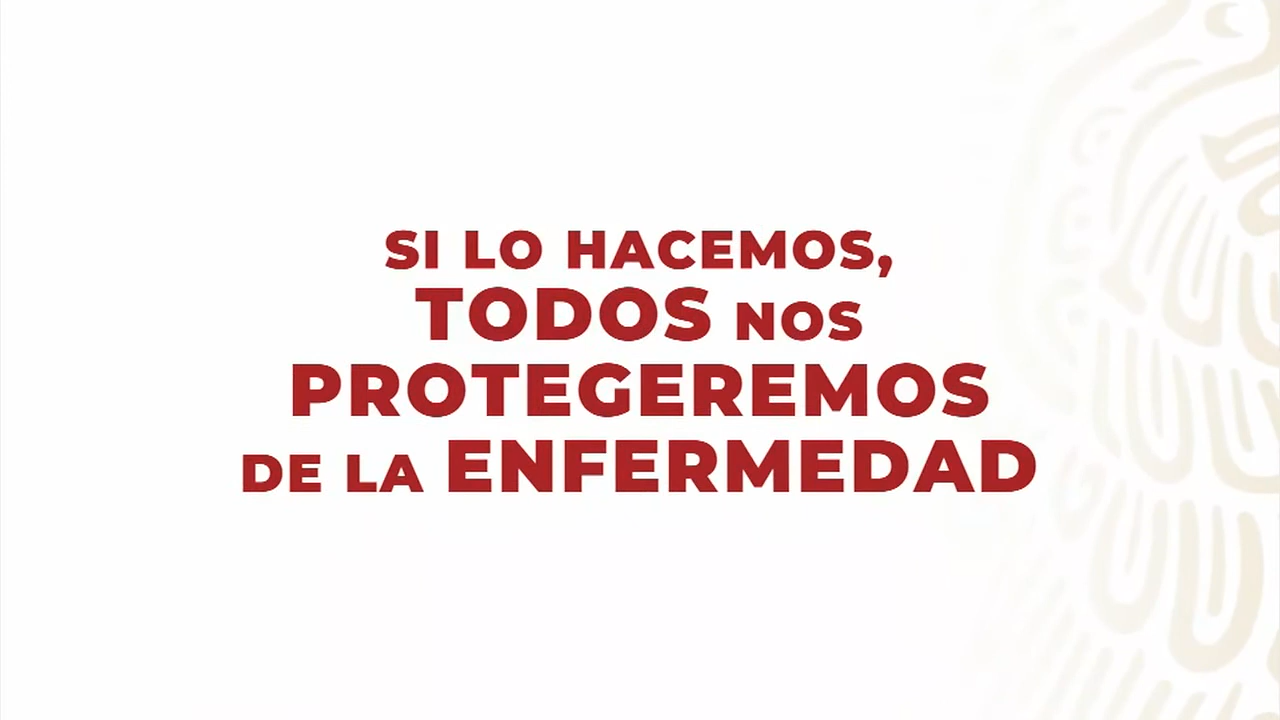 SI LO HACEMOS,
TODOS NOS
PROTEGEREMOS
DE LA ENFERMEDAD